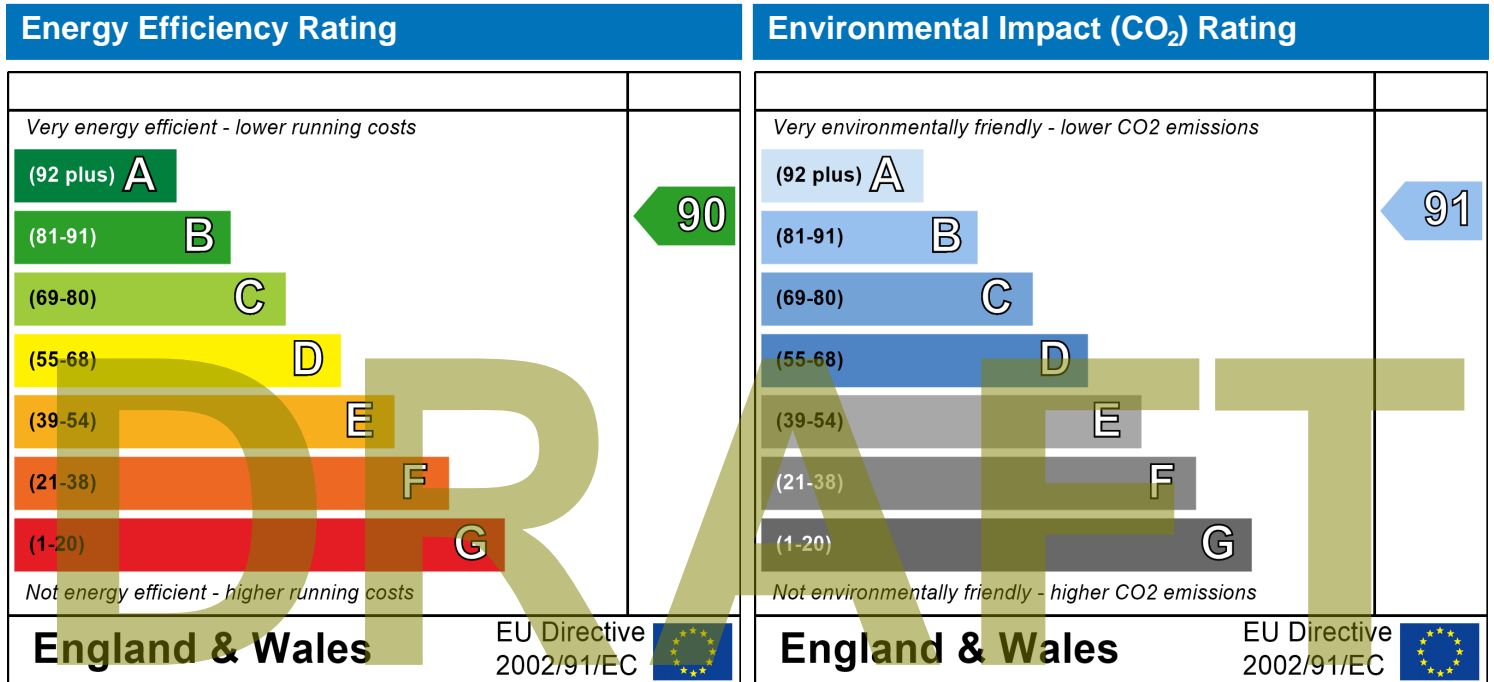 Energy Efficiency Rating
Very energy efficient - lower running costs
(92 plus) A
(81-91) B
(69-80) C
(55-68) D
(39-54) E
(21-38) F
(1-20) G
Not energy efficient - higher running costs
90
England & Wales
EU Directive
2002/91/EC
Environmental Impact (CO₂) Rating
Very environmentally friendly - lower CO2 emissions
(92 plus) A
(81-91) B
(69-80) C
(55-68) D
(39-54) E
(21-38) F
(1-20) G
Not environmentally friendly - higher CO2 emissions
91
England & Wales
EU Directive
2002/91/EC
DRAFT